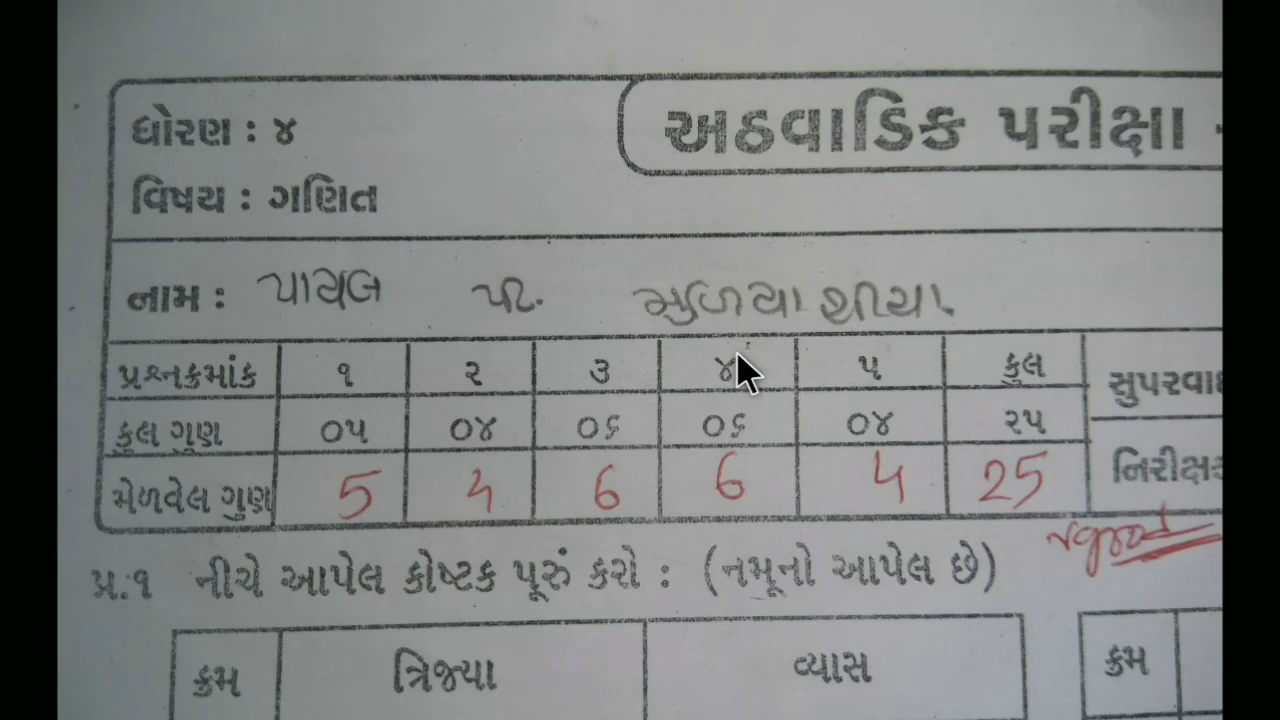 ધોરણ : ૪
અઠવાડિક પરીક્ષા -
વિષય : ગણિત
નામ : પાયલ પી. મુળિયાશીયા
પ્રશ્નક્રમાંક ૧ ૨ ૩ ૪ ૫ કુલ
કુલ ગુણ ૦૫ ૦૪ ૦૬ ૦૬ ૦૪ ૨૫
મેળવેલ ગુણ 5 4 6 6 4 25
પ્ર.૧ નીચે આપેલ કોષ્ટક પૂરું કરો : (નમૂનો આપેલ છે)
ક્રમ ત્રિજ્યા વ્યાસ ક્રમ